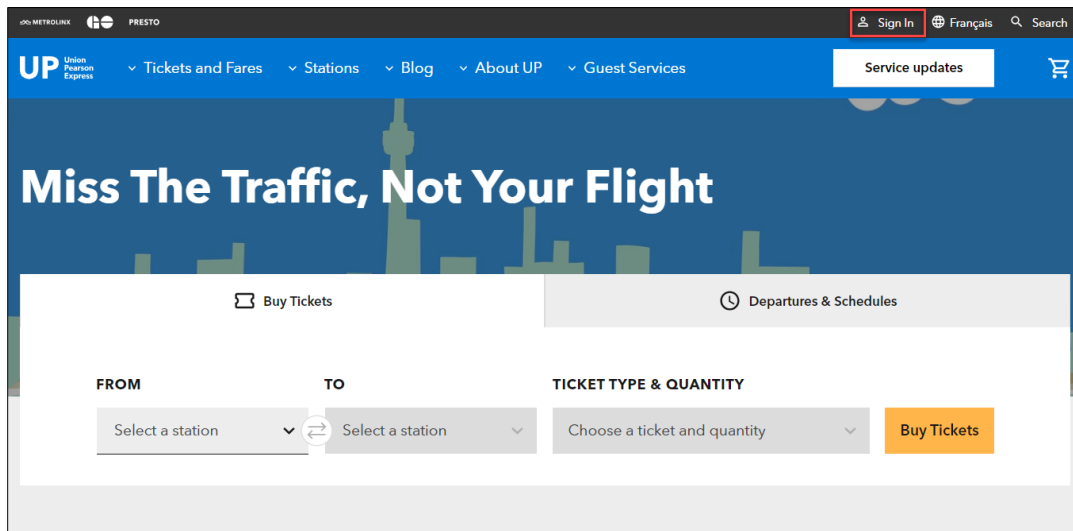 METROLINX GO PRESTO Sign In Français Search
UP Union Pearson Express Tickets and Fares Stations Blog About UP Guest Services Service updates
Miss The Traffic, Not Your Flight
Buy Tickets Departures & Schedules
FROM TO TICKET TYPE & QUANTITY
Select a station Select a station Choose a ticket and quantity Buy Tickets